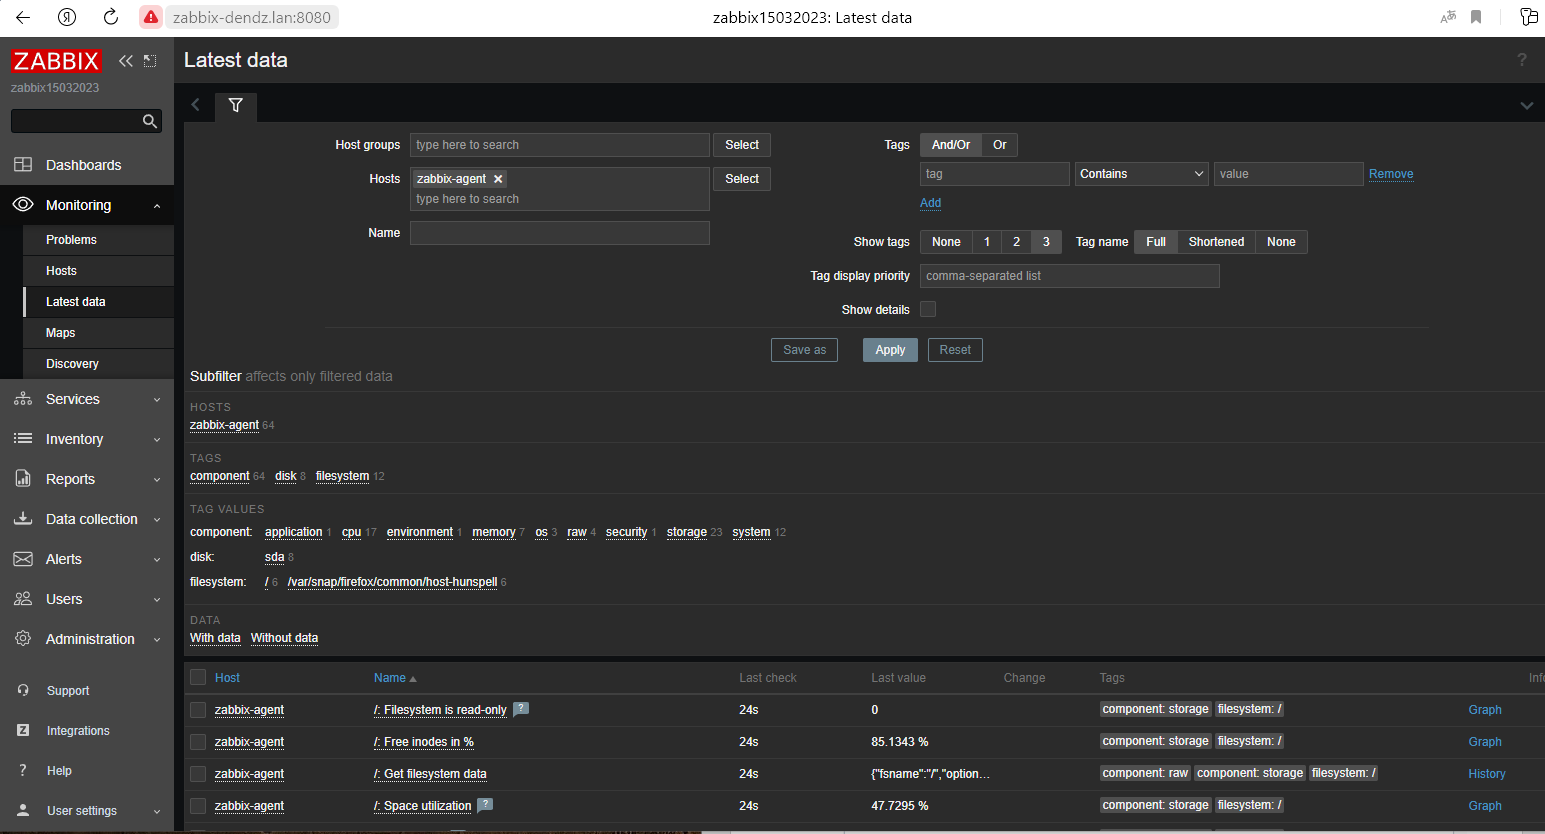 Я zabbix-dendz.lan:8080 zabbix15032023: Latest data
ZABBIX
zabbix15032023
Dashboards
Monitoring
Problems
Hosts
Latest data
Maps
Discovery
Services
Inventory
Reports
Data collection
Alerts
Users
Administration
Support
Z Integrations
? Help
User settings
Latest data ?
Host groups type here to search Select
Hosts zabbix-agent Select
type here to search
Name
Tags And/Or Or
tag Contains value Remove
Add
Show tags None 1 2 3 Tag name Full Shortened None
Tag display priority comma-separated list
Show details
Save as Apply Reset
Subfilter affects only filtered data
HOSTS
zabbix-agent 64
TAGS
component 64 disk 8 filesystem 12
TAG VALUES
component: application 1 cpu 17 environment 1 memory 7 os 3 raw 4 security 1 storage 23 system 12
disk: sda 8
filesystem: / 6 /var/snap/firefox/common/host-hunspell 6
DATA
With data Without data
Host Name Last check Last value Change Tags Info
zabbix-agent /: Filesystem is read-only ? 24s 0 component: storage filesystem: / Graph
zabbix-agent /: Free inodes in % 24s 85.1343 % component: storage filesystem: / Graph
zabbix-agent /: Get filesystem data 24s {"fsname":"/","option... component: raw component: storage filesystem: / History
zabbix-agent /: Space utilization ? 24s 47.7295 % component: storage filesystem: / Graph